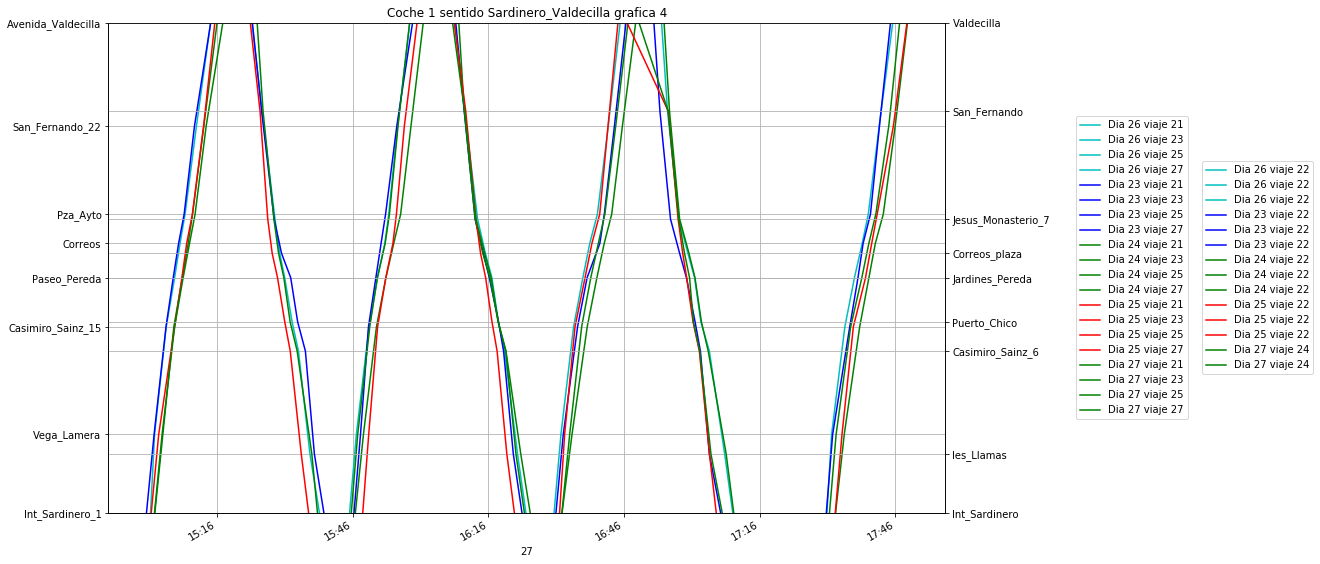 Coche 1 sentido Sardinero_Valdecilla grafica 4
Avenida_Valdecilla
San_Fernando_22
Pza_Ayto
Correos
Paseo_Pereda
Casimiro_Sainz_15
Vega_Lamera
Int_Sardinero_1
Valdecilla
San_Fernando
Jesus_Monasterio_7
Correos_plaza
Jardines_Pereda
Puerto_Chico
Casimiro_Sainz_6
Ies_Llamas
Int_Sardinero
15:16
15:46
16:16
16:46
17:16
17:46
27
Dia 26 viaje 21
Dia 26 viaje 23
Dia 26 viaje 25
Dia 26 viaje 27
Dia 23 viaje 21
Dia 23 viaje 23
Dia 23 viaje 25
Dia 23 viaje 27
Dia 24 viaje 21
Dia 24 viaje 23
Dia 24 viaje 25
Dia 24 viaje 27
Dia 25 viaje 21
Dia 25 viaje 23
Dia 25 viaje 25
Dia 25 viaje 27
Dia 27 viaje 21
Dia 27 viaje 23
Dia 27 viaje 25
Dia 27 viaje 27
Dia 26 viaje 22
Dia 26 viaje 22
Dia 26 viaje 22
Dia 23 viaje 22
Dia 23 viaje 22
Dia 23 viaje 22
Dia 24 viaje 22
Dia 24 viaje 22
Dia 24 viaje 22
Dia 25 viaje 22
Dia 25 viaje 22
Dia 25 viaje 22
Dia 27 viaje 24
Dia 27 viaje 24